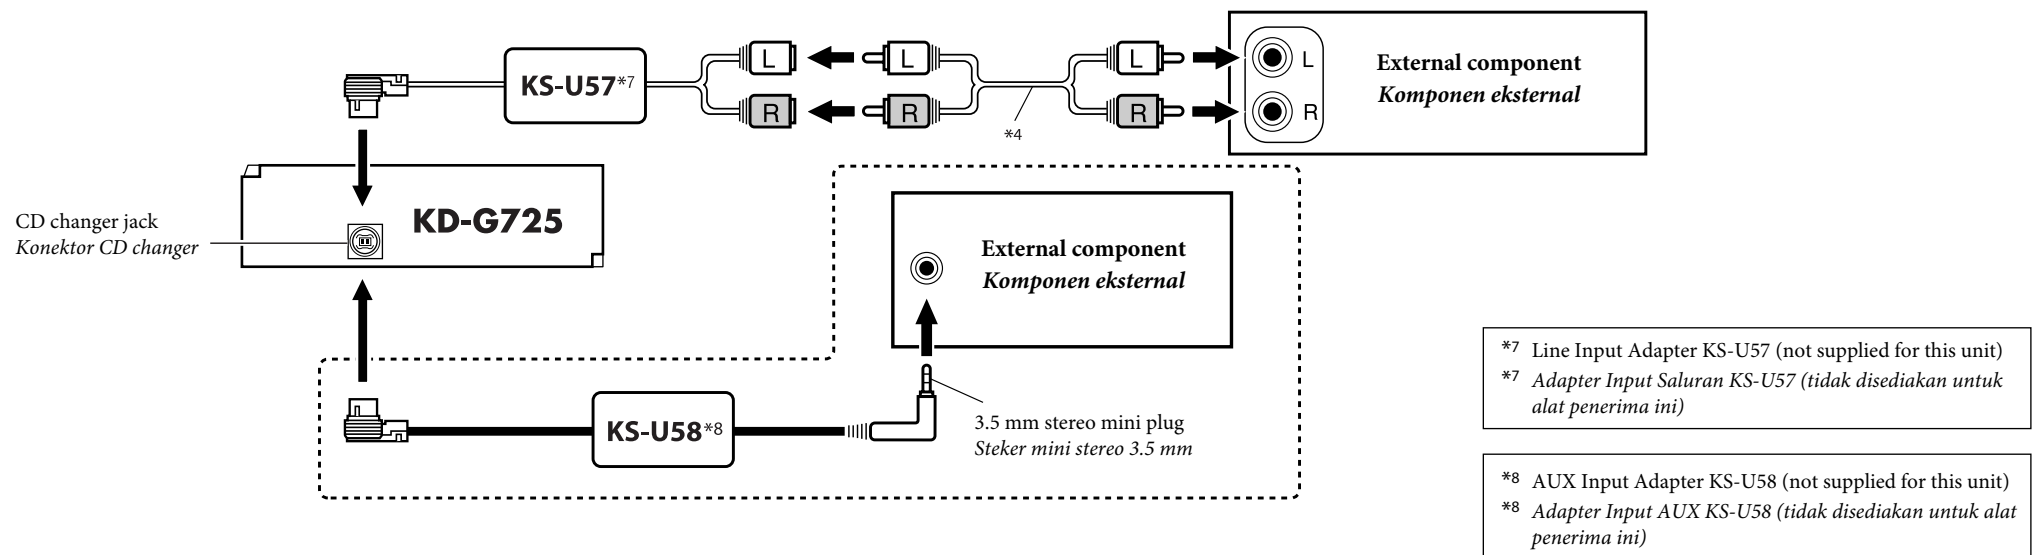 KS-U57*7
L
R
L
R
*4
L
R
L
R
External component
Komponen eksternal
CD changer jack
Konektor CD changer
KD-G725
External component
Komponen eksternal
KS-U58*8
3.5 mm stereo mini plug
Steker mini stereo 3.5 mm
*7 Line Input Adapter KS-U57 (not supplied for this unit)
*7 Adapter Input Saluran KS-U57 (tidak disediakan untuk
alat penerima ini)
*8 AUX Input Adapter KS-U58 (not supplied for this unit)
*8 Adapter Input AUX KS-U58 (tidak disediakan untuk alat
penerima ini)